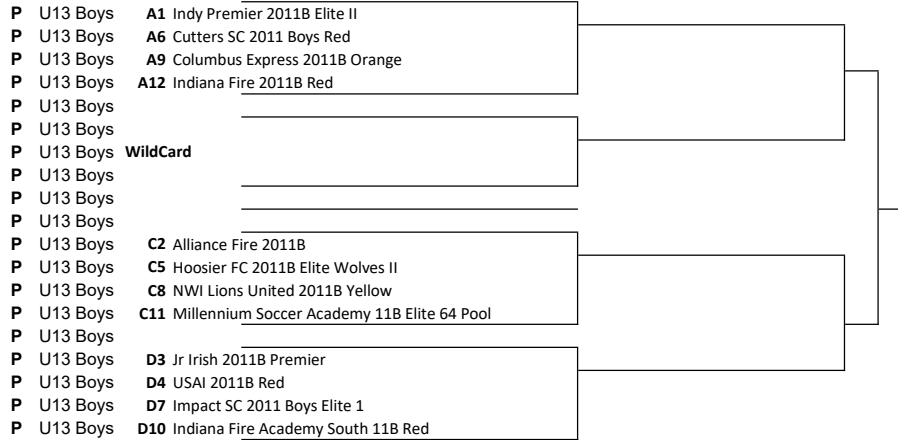 P U13 Boys A1 Indy Premier 2011B Elite II
P U13 Boys A6 Cutters SC 2011 Boys Red
P U13 Boys A9 Columbus Express 2011B Orange
P U13 Boys A12 Indiana Fire 2011B Red
P U13 Boys
P U13 Boys
P U13 Boys WildCard
P U13 Boys
P U13 Boys
P U13 Boys
P U13 Boys C2 Alliance Fire 2011B
P U13 Boys C5 Hoosier FC 2011B Elite Wolves II
P U13 Boys C8 NWI Lions United 2011B Yellow
P U13 Boys C11 Millennium Soccer Academy 11B Elite 64 Pool
P U13 Boys
P U13 Boys D3 Jr Irish 2011B Premier
P U13 Boys D4 USAI 2011B Red
P U13 Boys D7 Impact SC 2011 Boys Elite 1
P U13 Boys D10 Indiana Fire Academy South 11B Red